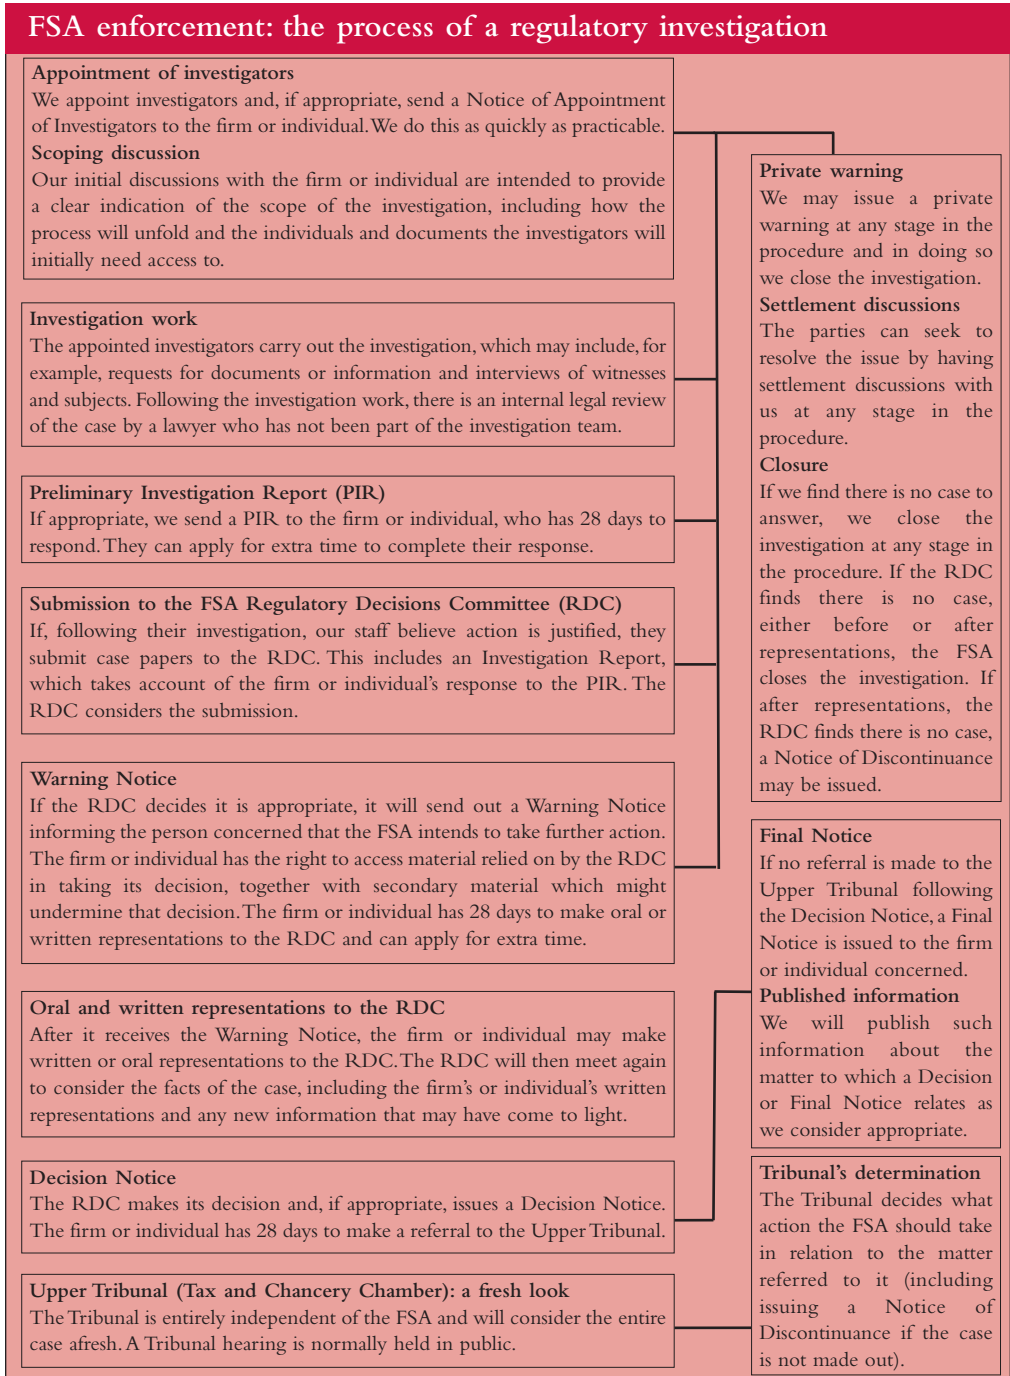 FSA enforcement: the process of a regulatory investigation
Appointment of investigators
We appoint investigators and, if appropriate, send a Notice of Appointment
of Investigators to the firm or individual. We do this as quickly as practicable.
Scoping discussion
Our initial discussions with the firm or individual are intended to provide
a clear indication of the scope of the investigation, including how the
process will unfold and the individuals and documents the investigators will
initially need access to.
Investigation work
The appointed investigators carry out the investigation, which may include, for
example, requests for documents or information and interviews of witnesses
and subjects. Following the investigation work, there is an internal legal review
of the case by a lawyer who has not been part of the investigation team.
Preliminary Investigation Report (PIR)
If appropriate, we send a PIR to the firm or individual, who has 28 days to
respond. They can apply for extra time to complete their response.
Submission to the FSA Regulatory Decisions Committee (RDC)
If, following their investigation, our staff believe action is justified, they
submit case papers to the RDC. This includes an Investigation Report,
which takes account of the firm or individual's response to the PIR. The
RDC considers the submission.
Warning Notice
If the RDC decides it is appropriate, it will send out a Warning Notice
informing the person concerned that the FSA intends to take further action.
The firm or individual has the right to access material relied on by the RDC
in taking its decision, together with secondary material which might
undermine that decision. The firm or individual has 28 days to make oral or
written representations to the RDC and can apply for extra time.
Oral and written representations to the RDC
After it receives the Warning Notice, the firm or individual may make
written or oral representations to the RDC. The RDC will then meet again
to consider the facts of the case, including the firm's or individual's written
representations and any new information that may have come to light.
Decision Notice
The RDC makes its decision and, if appropriate, issues a Decision Notice.
The firm or individual has 28 days to make a referral to the Upper Tribunal.
Upper Tribunal (Tax and Chancery Chamber): a fresh look
The Tribunal is entirely independent of the FSA and will consider the entire
case afresh. A Tribunal hearing is normally held in public.
Private warning
We may issue a private
warning at any stage in the
procedure and in doing so
we close the investigation.
Settlement discussions
The parties can seek to
resolve the issue by having
settlement discussions with
us at any stage in the
procedure.
Closure
If we find there is no case to
answer, we close the
investigation at any stage in
the procedure. If the RDC
finds there is no case,
either before or after
representations, the FSA
closes the investigation. If
after representations, the
RDC finds there is no case,
a Notice of Discontinuance
may be issued.
Final Notice
If no referral is made to the
Upper Tribunal following
the Decision Notice, a Final
Notice is issued to the firm
or individual concerned.
Published information
We will publish such
information about the
matter to which a Decision
or Final Notice relates as
we consider appropriate.
Tribunal's determination
The Tribunal decides what
action the FSA should take
in relation to the matter
referred to it (including
issuing a Notice of
Discontinuance if the case
is not made out).